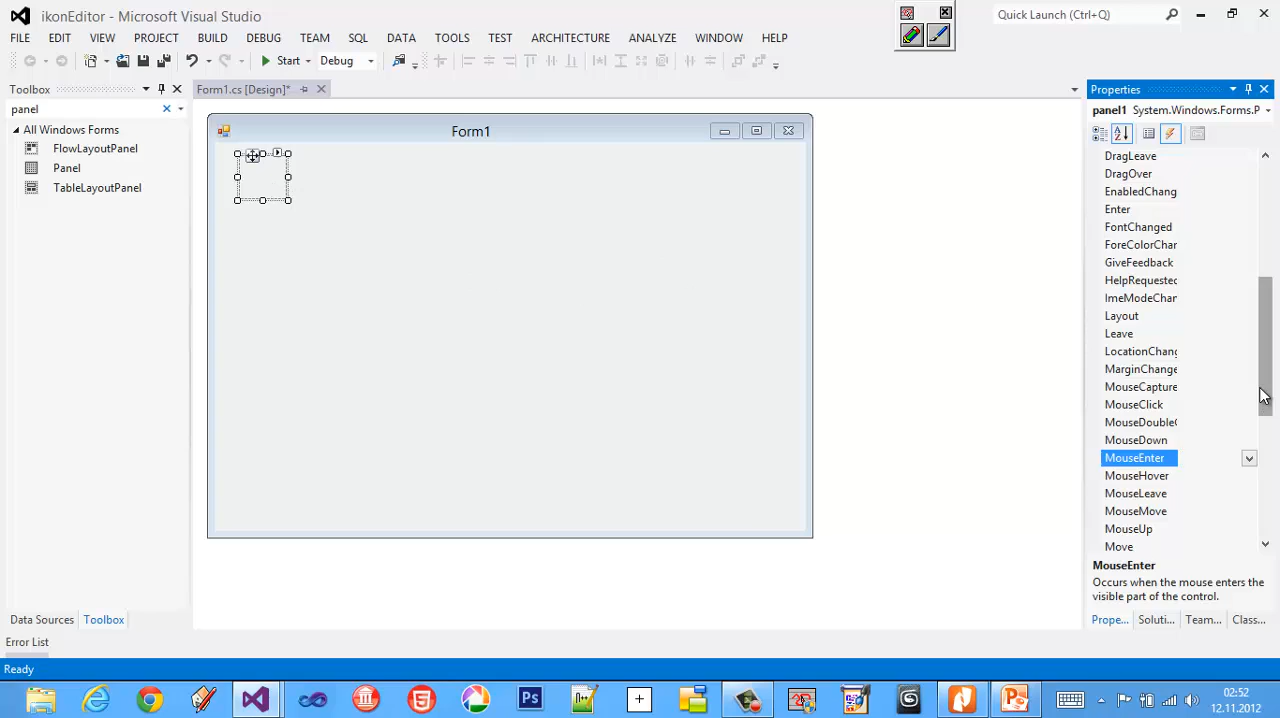 ikonEditor - Microsoft Visual Studio
Quick Launch (Ctrl+Q)
FILE EDIT VIEW PROJECT BUILD DEBUG TEAM SQL DATA TOOLS TEST ARCHITECTURE ANALYZE WINDOW HELP
Start Debug
Toolbox
Form1.cs [Design]*
Properties
panel
panel1 System.Windows.Forms.P
All Windows Forms
FlowLayoutPanel
Panel
TableLayoutPanel
Form1
DragLeave
DragOver
EnabledChang
Enter
FontChanged
ForeColorChar
GiveFeedback
HelpRequested
ImeModeChar
Layout
Leave
LocationChang
MarginChange
MouseCapture
MouseClick
MouseDouble
MouseDown
MouseEnter
MouseHover
MouseLeave
MouseMove
MouseUp
Move
MouseEnter
Occurs when the mouse enters the
visible part of the control.
Data Sources Toolbox
Prope... Soluti... Team... Class...
Error List
Ready
Ps
02:52
12.11.2012